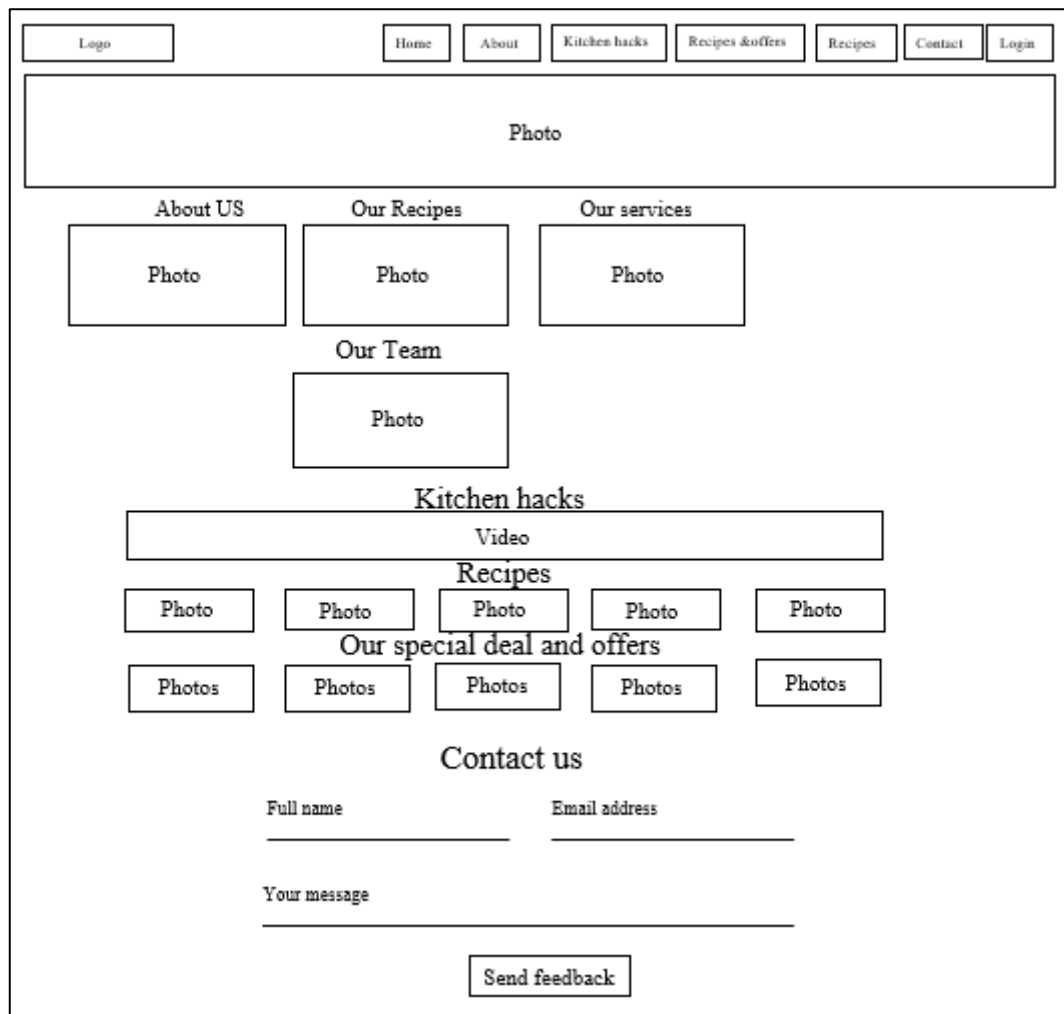 Logo Home About Kitchen hacks Recipes &offers Recipes Contact Login
Photo
About US Our Recipes Our services
Photo Photo Photo
Our Team
Photo
Kitchen hacks
Video
Recipes
Photo Photo Photo Photo Photo
Our special deal and offers
Photos Photos Photos Photos Photos
Contact us
Full name Email address
Your message
Send feedback